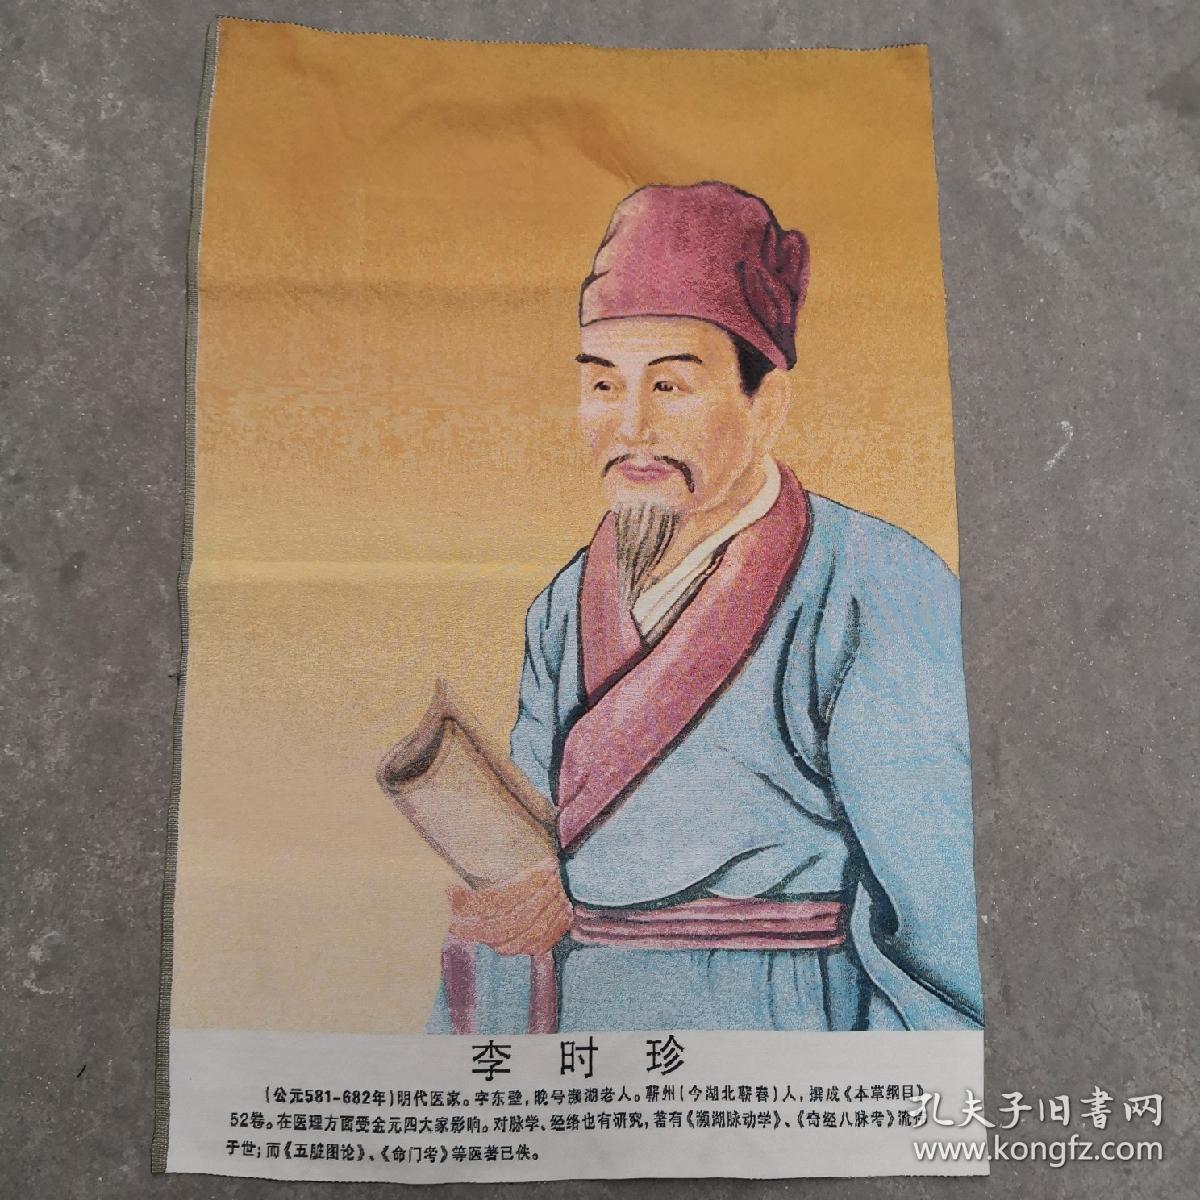 李时珍
(公元581-682年)明代医家。字东壁,晚号濒湖老人。蕲州(今湖北蕲春)人,撰成《本草纲目》
52卷。在医理方面受金元四大家影响。对脉学、经络也有研究,著有《濒湖脉动学》、《奇经八脉考》流传
于世;而《五脏图论》、《命门考》等医著已佚。
孔夫子旧书网
www.kongfz.com